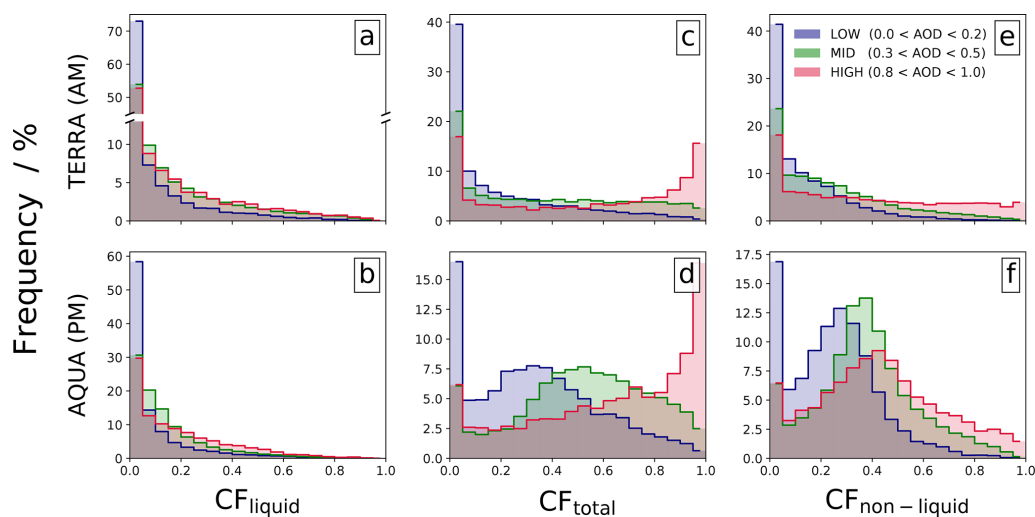 Frequency / %
TERRA (AM)
AQUA (PM)
a
70
60
50
10
5
0
c
40
30
20
10
0
e
LOW (0.0 < AOD < 0.2)
MID (0.3 < AOD < 0.5)
HIGH (0.8 < AOD < 1.0)
40
30
20
10
0
b
60
50
40
30
20
10
0
0.0 0.2 0.4 0.6 0.8 1.0
CFliquid
d
15.0
12.5
10.0
7.5
5.0
2.5
0.0
0.0 0.2 0.4 0.6 0.8 1.0
CFtotal
f
17.5
15.0
12.5
10.0
7.5
5.0
2.5
0.0
0.0 0.2 0.4 0.6 0.8 1.0
CFnon − liquid